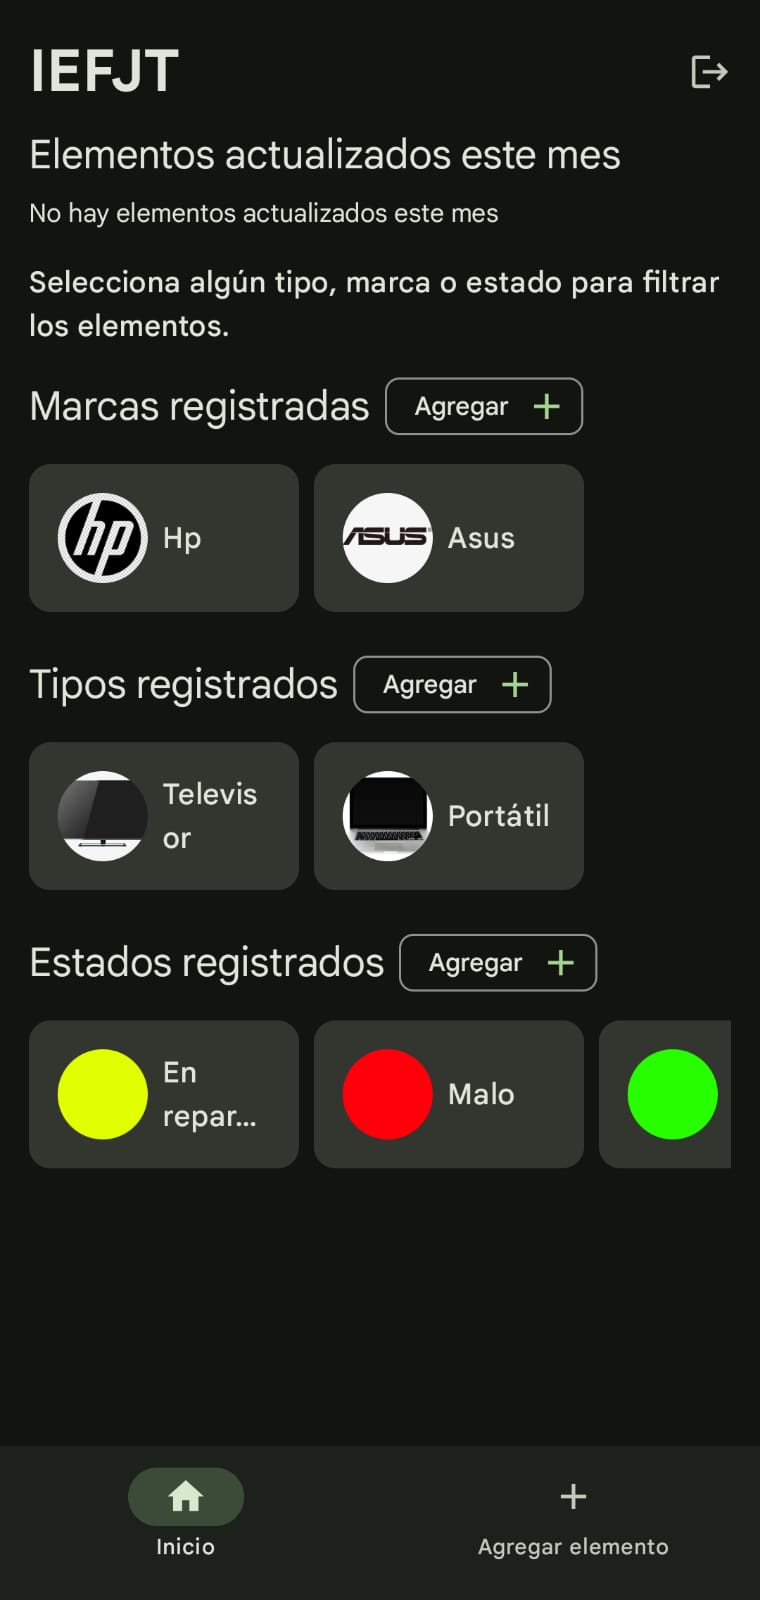 IEFJT
Elementos actualizados este mes
No hay elementos actualizados este mes
Selecciona algún tipo, marca o estado para filtrar
los elementos.
Marcas registradas
Agregar
hp
Hp
ASUS
Asus
Tipos registrados
Agregar
Televis
or
Portátil
Estados registrados
Agregar
En
repar...
Malo
Inicio
Agregar elemento